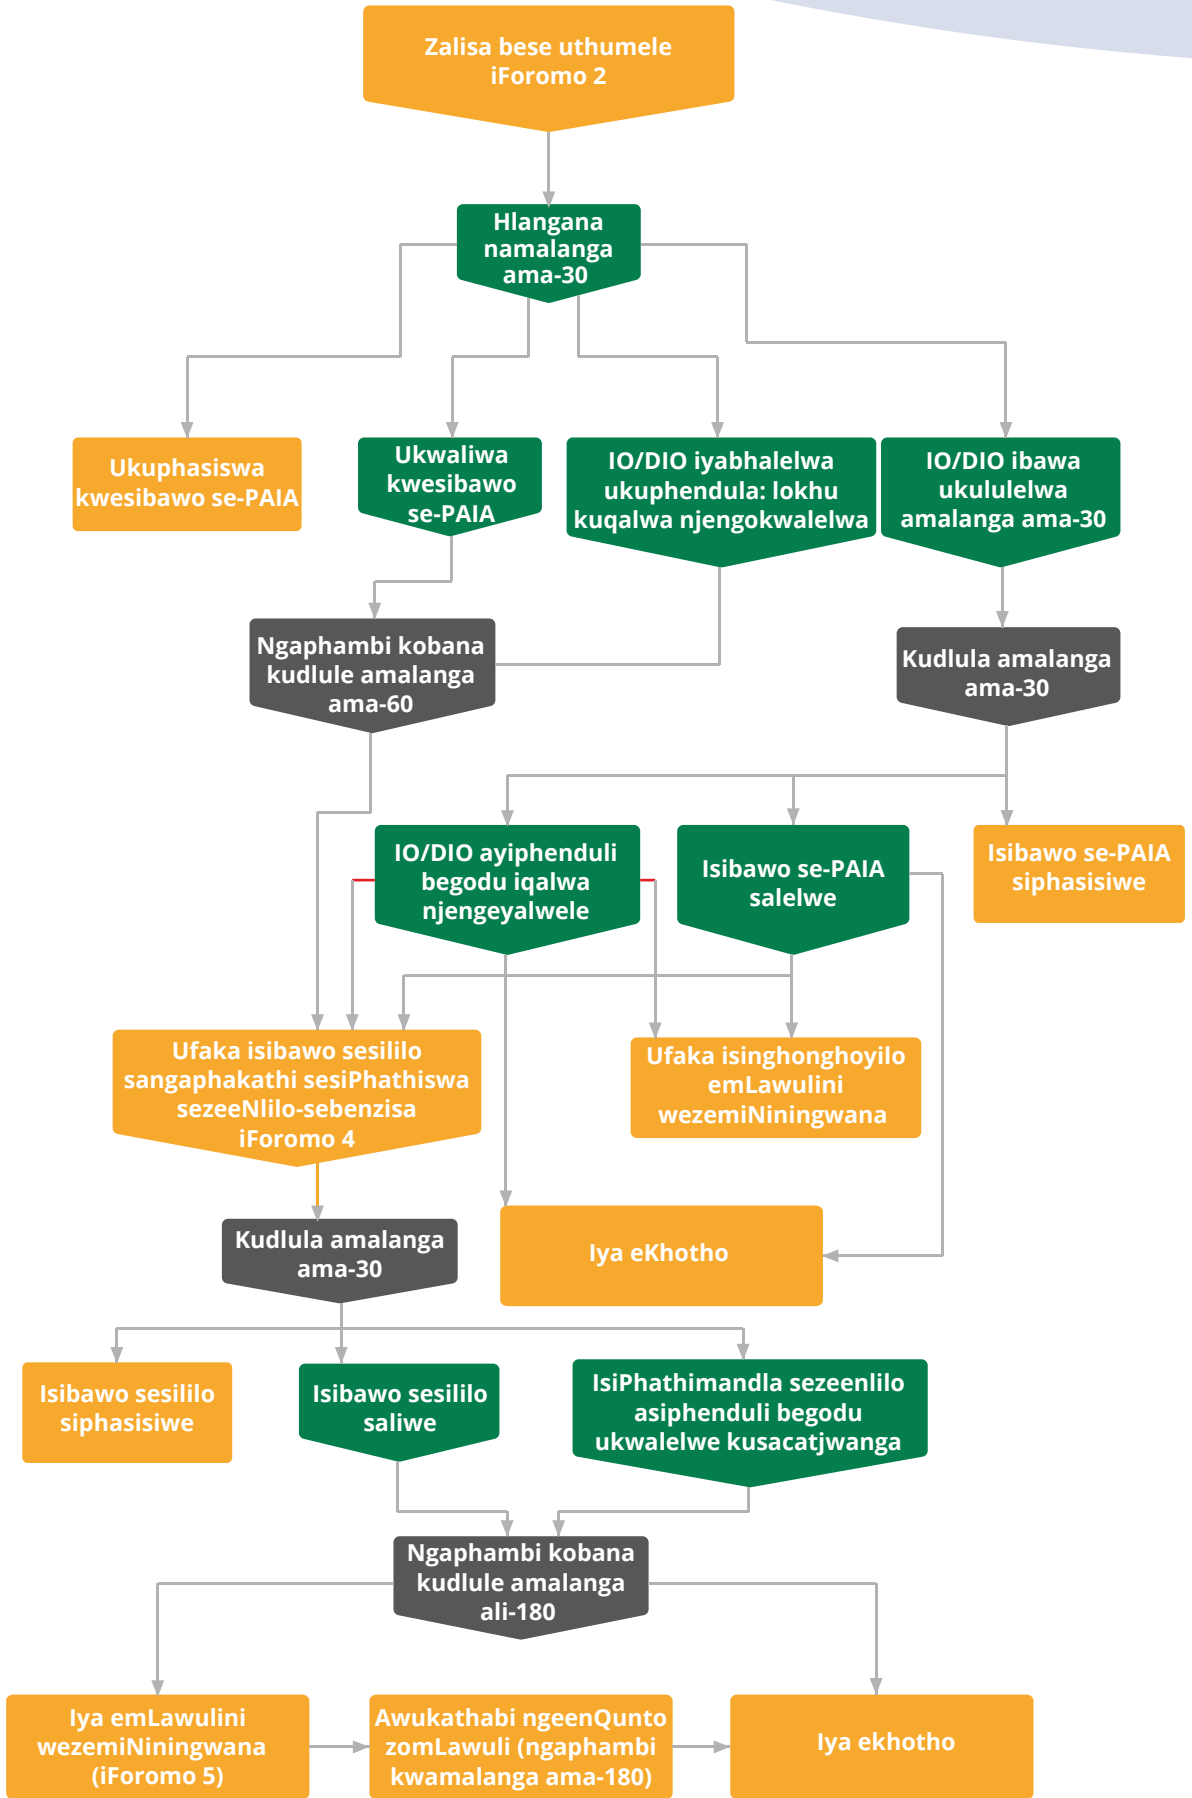 Zalisa bese uthumele
iForomo 2
Hlangana
namalanga
ama-30
Ukuphasiswa
kwesibawo se-PAIA
Ukwaliwa
kwesibawo
se-PAIA
IO/DIO iyabhalelwa
ukuphendula: lokhu
kuqalwa njengokwalelwa
IO/DIO ibawa
ukululelwa
amalanga ama-30
Ngaphambi kobana
kudlule amalanga
ama-60
Kudlula amalanga
ama-30
IO/DIO ayiphenduli
begodu iqalwa
njengeyalwele
Isibawo se-PAIA
salelwe
Isibawo se-PAIA
siphasisiwe
Ufaka isibawo sesililo
sangaphakathi sesiPhathiswa
sezeeNlilo-sebenzisa
iForomo 4
Ufaka isinghonghoyilo
emLawulini
wezemiNiningwana
Kudlula amalanga
ama-30
Iya eKhotho
Isibawo sesililo
siphasisiwe
Isibawo sesililo
saliwe
IsiPhathimandla sezeenlilo
asiphenduli begodu
ukwalelwe kusacatjwanga
Ngaphambi kobana
kudlule amalanga
ali-180
Iya emLawulini
wezemiNiningwana
(iForomo 5)
Awukathabi ngeenQunto
zomLawuli (ngaphambi
kwamalanga ama-180)
Iya ekhotho